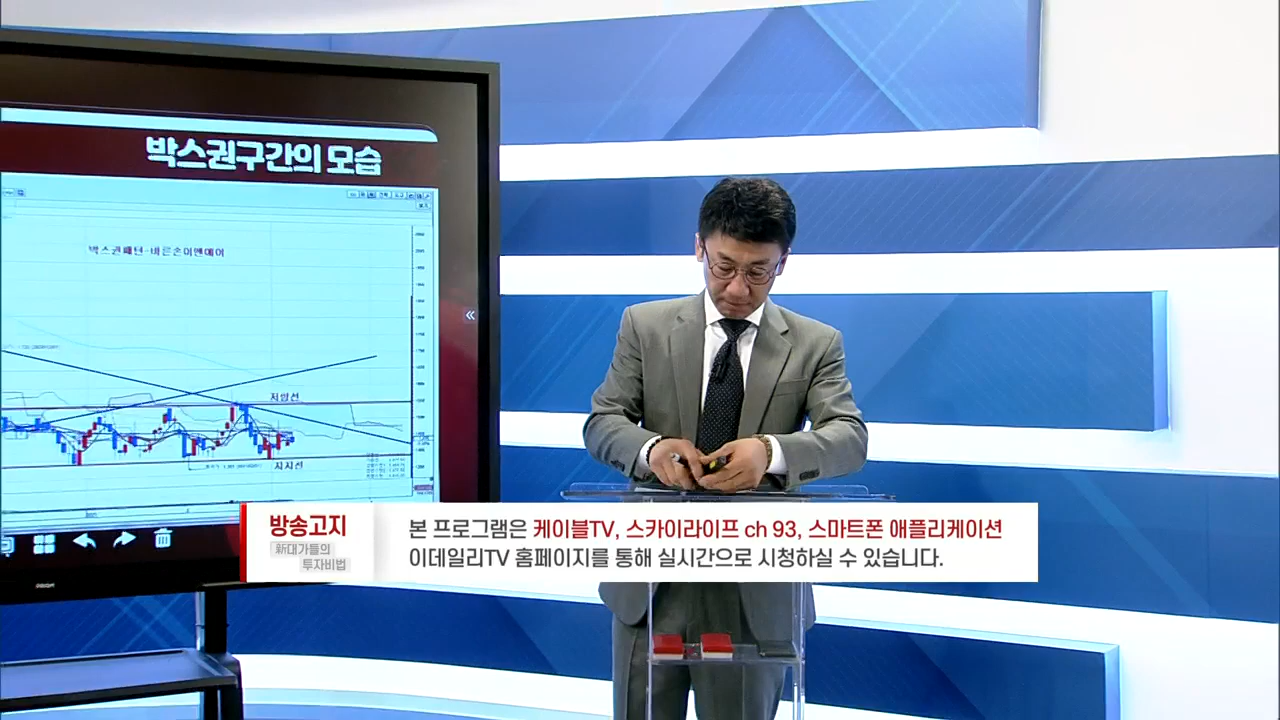 박스권구간의 모습
박스권패턴-바른손이앤에이
저항선
지지선
방송고지
新대가들의
투자비법
본 프로그램은 케이블TV, 스카이라이프 ch 93, 스마트폰 애플리케이션
이데일리TV 홈페이지를 통해 실시간으로 시청하실 수 있습니다.